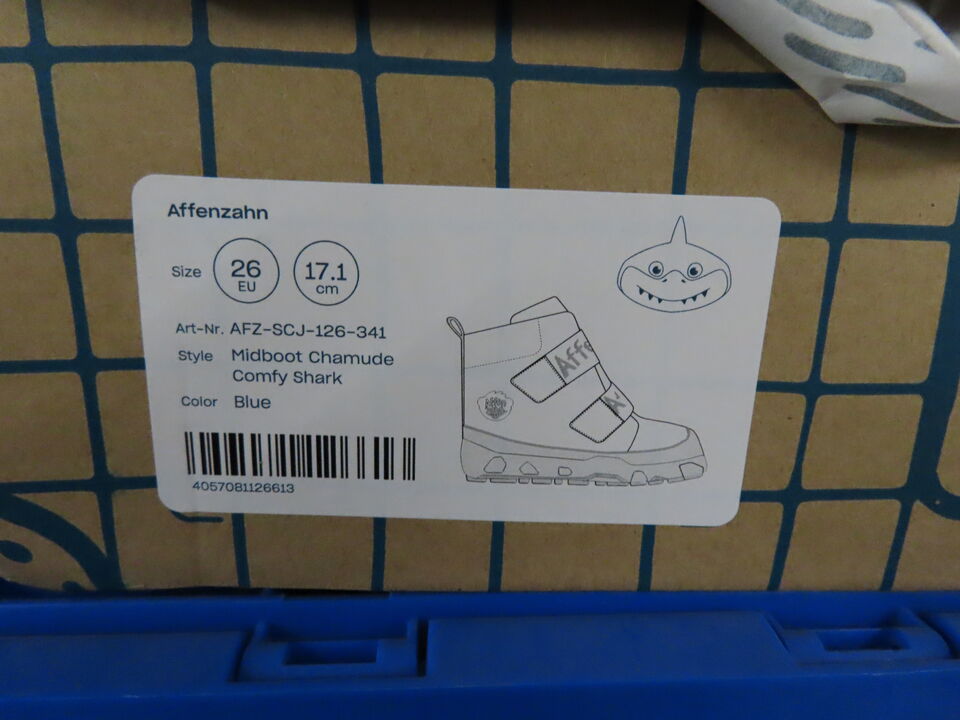 Affenzahn
Size 26 EU 17.1 cm
Art-Nr. AFZ-SCJ-126-341
Style Midboot Chamude
Comfy Shark
Color Blue
4057081126613
Affe
A